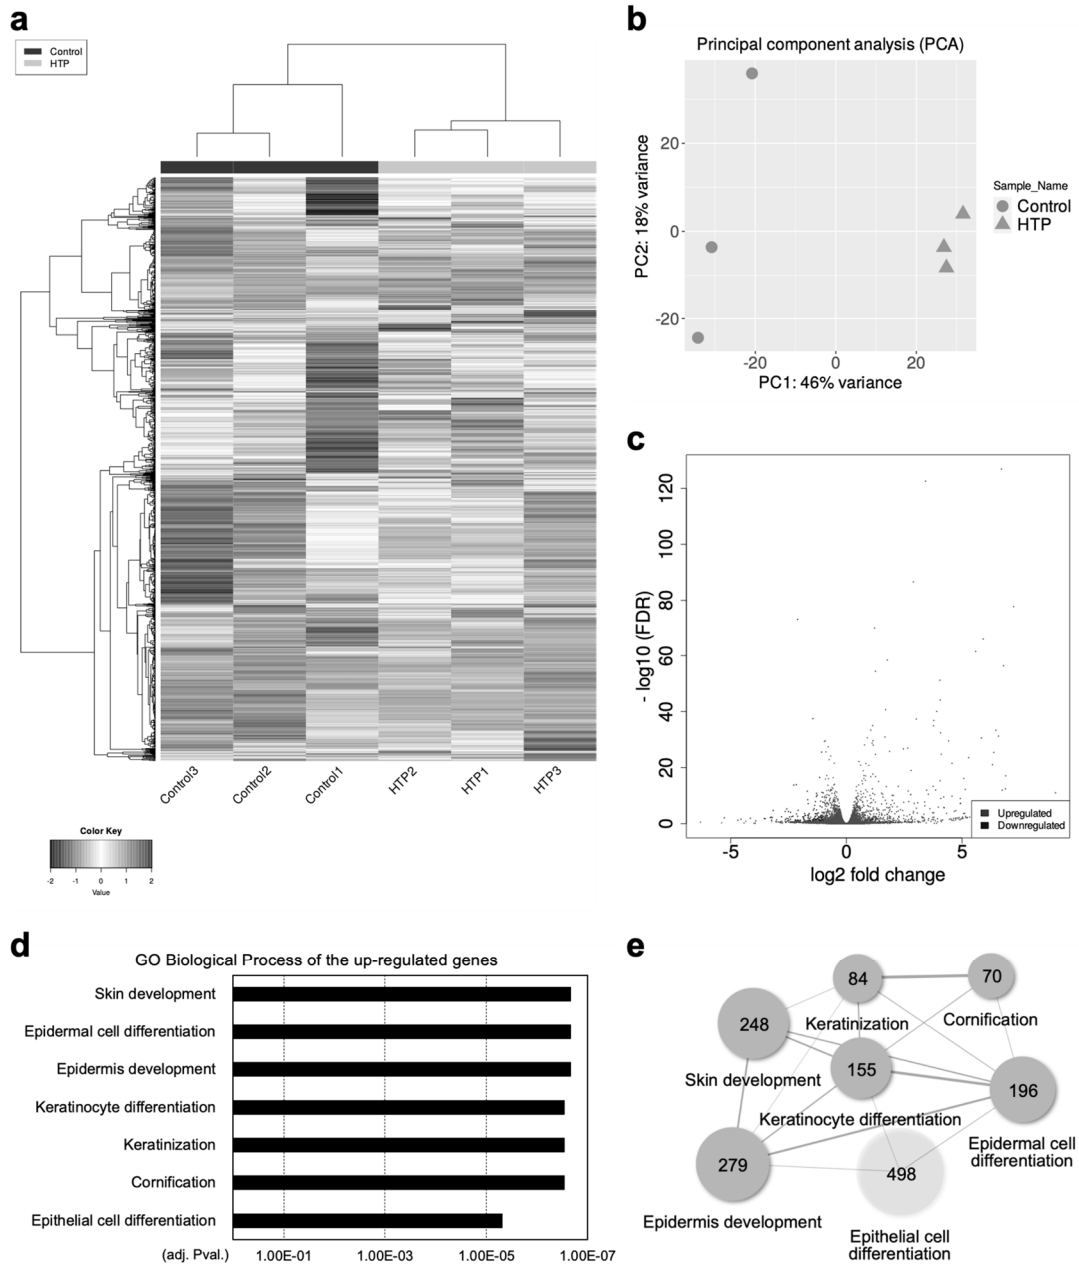 a
Control
HTP
Control3
Control2
Control1
HTP2
HTP1
HTP3
Color Key
-2
-1
0
1
2
Value
b
Principal component analysis (PCA)
20
0
-20
PC2: 18% variance
-20
0
20
PC1: 46% variance
Sample_Name
Control
HTP
c
120
100
80
60
40
20
0
- log10 (FDR)
-5
0
5
log2 fold change
Upregulated
Downregulated
d
GO Biological Process of the up-regulated genes
Skin development
Epidermal cell differentiation
Epidermis development
Keratinocyte differentiation
Keratinization
Cornification
Epithelial cell differentiation
(adj. Pval.)
1.00E-01
1.00E-03
1.00E-05
1.00E-07
e
84
Keratinization
70
Cornification
248
Skin development
155
Keratinocyte differentiation
196
Epidermal cell
differentiation
279
Epidermis development
498
Epithelial cell
differentiation